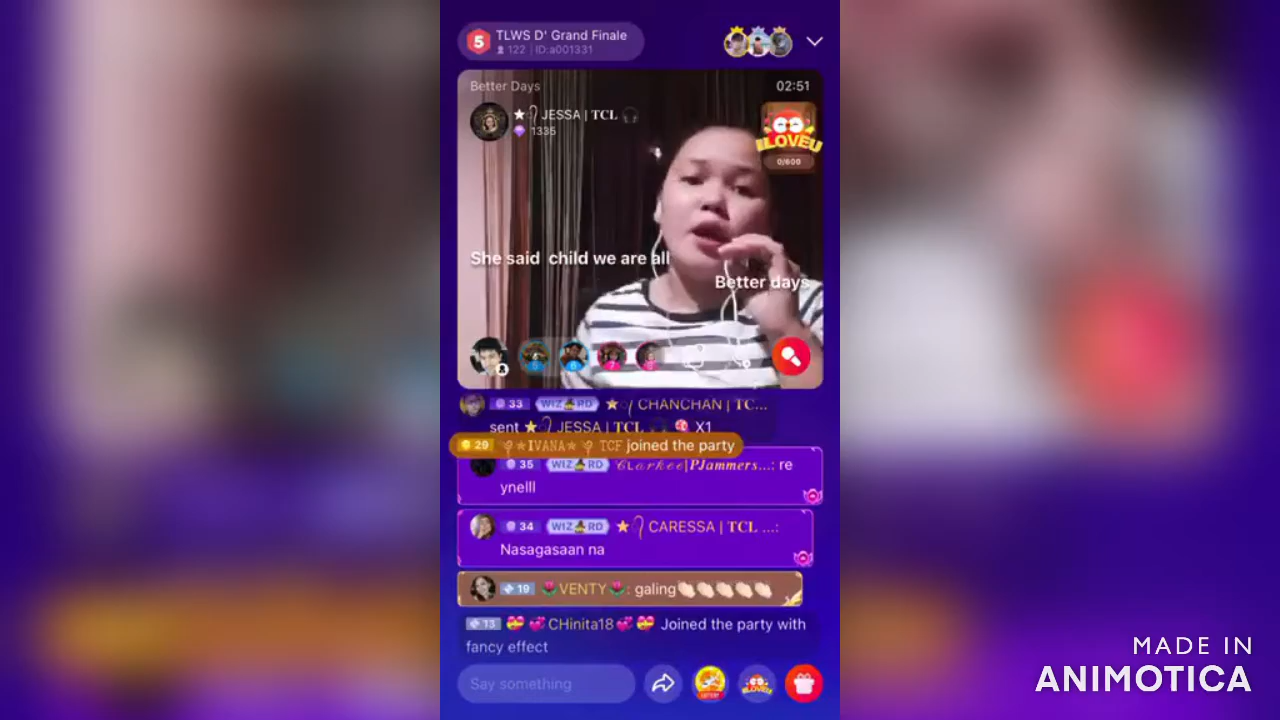 5 TLWS D' Grand Finale
122 | ID:a001331
Better Days
02:51
JESSA | TCL
1335
ILOVEU
0/600
She said child we are all
Better days
33 WIZ RD CHANCHAN | TC...
sent JESSA | TCL X1
29 IVANA TCF joined the party
35 WIZ RD Clarkee|PJammers...: re
ynelll
34 WIZ RD CARESSA | TCL ...:
Nasagasaan na
19 VENTY: galing
13 CHinita18 Joined the party with
fancy effect
Say something
MADE IN
ANIMOTICA